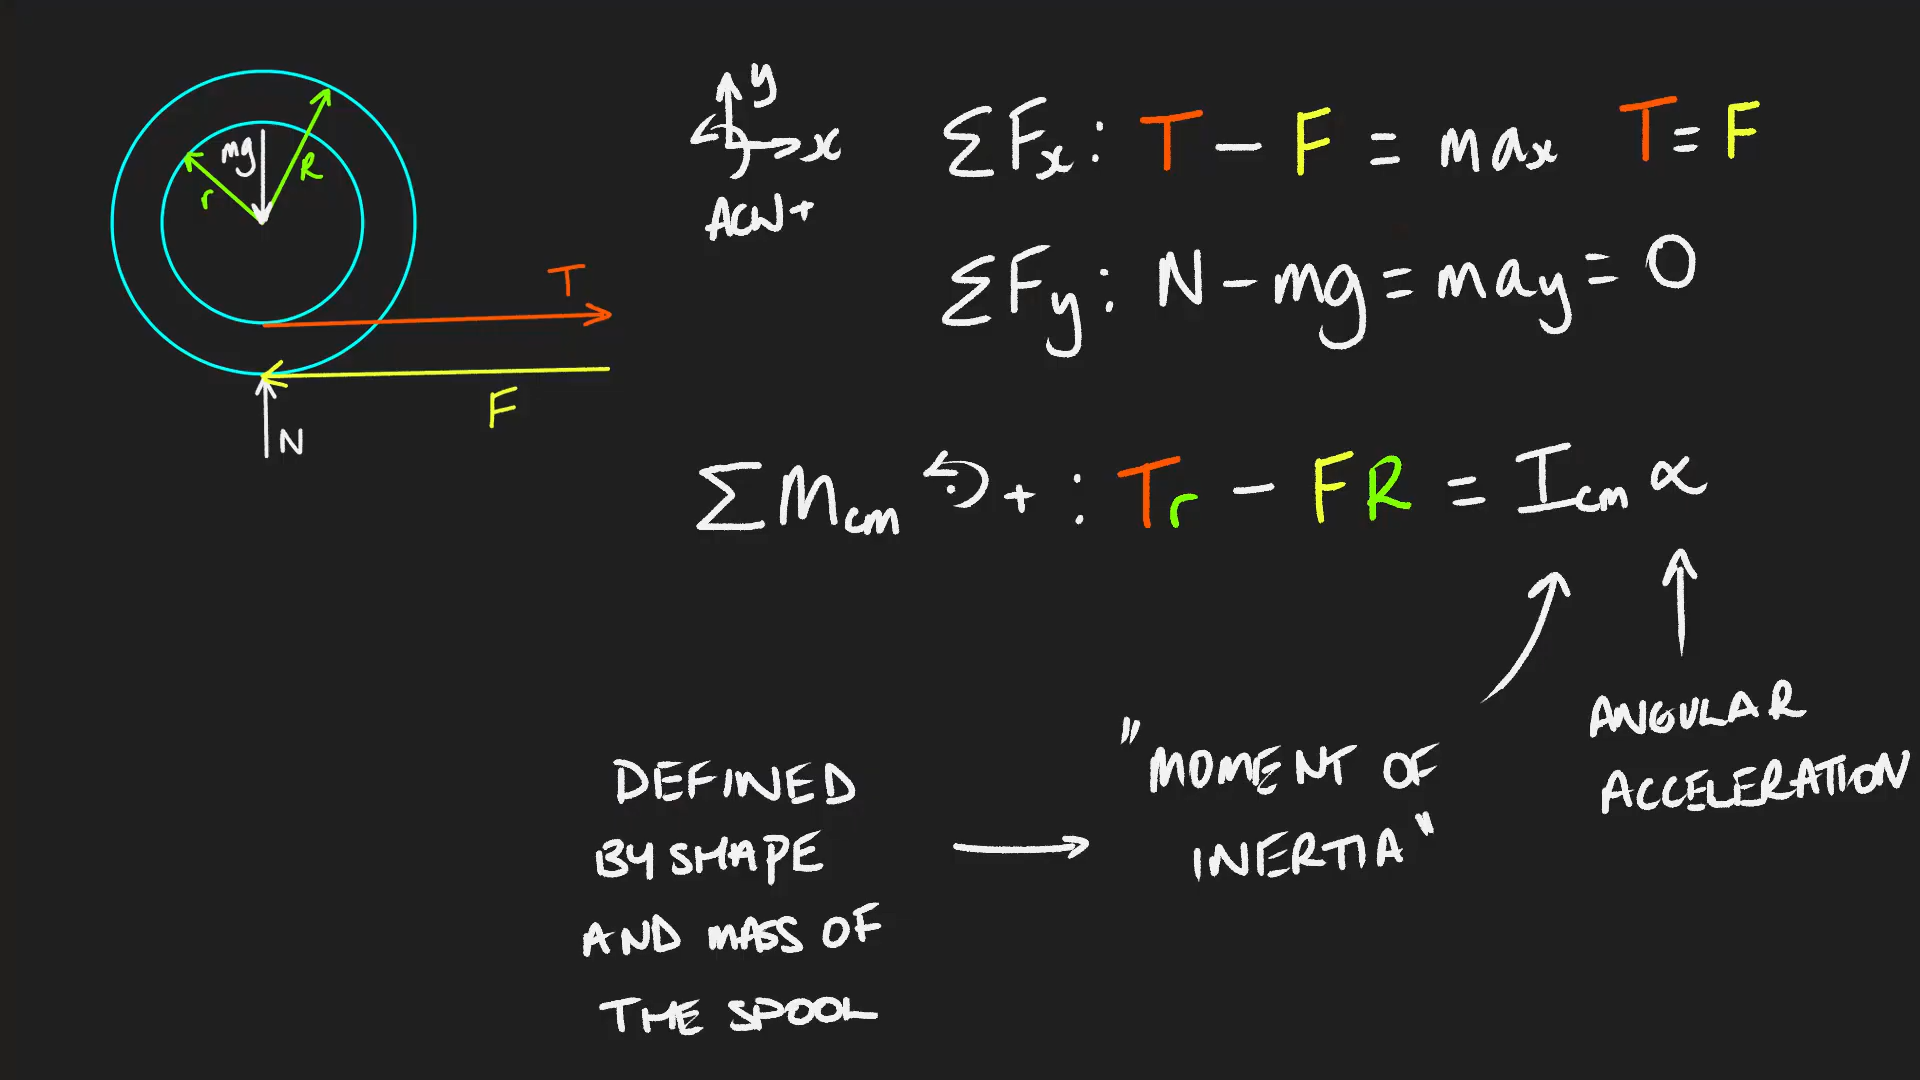 mg
r
R
T
F
N
y
x
ACW+
ΣFx: T - F = max T = F
ΣFy: N - mg = may = 0
ΣMcm + : Tr - FR = Icm α
ANGULAR
ACCELERATION
"MOMENT OF
INERTIA"
DEFINED
BY SHAPE
AND MASS OF
THE SPOOL